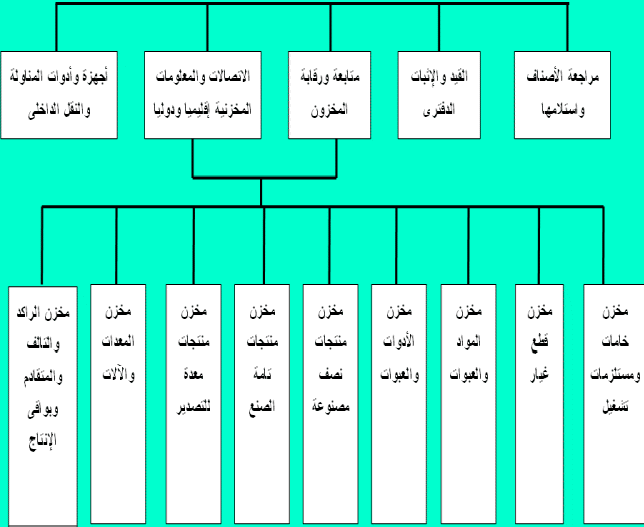 مراجعة الأصناف
واستلامها
القيد والإثبات
الدفترى
متابعة ورقابة
المخزون
الاتصالات والمعلومات
المخزنية إقليميا ودوليا
أجهزة وأدوات المناولة
والنقل الداخلى
مخزن
خامات
ومستلزمات
تشغيل
مخزن
قطع
غيار
مخزن
المواد
والعبوات
مخزن
الأدوات
والعبوات
مخزن
منتجات
نصف
مصنوعة
مخزن
منتجات
تامة
الصنع
مخزن
منتجات
معدة
للتصدير
مخزن
المعدات
والآلات
مخزن الراكد
والتالف
والمتقادم
وبواقى
الإنتاج